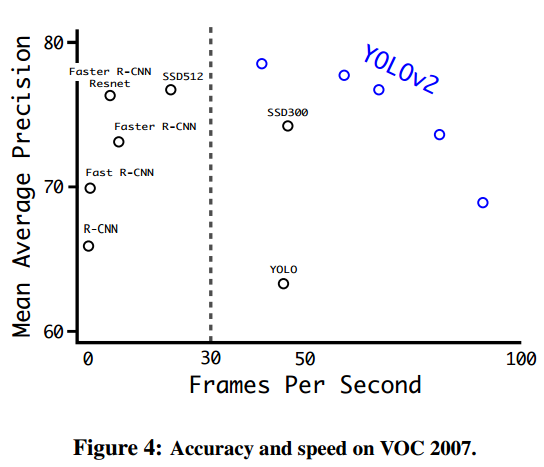 80
Faster R-CNN
Resnet
SSD512
YOLOv2
SSD300
Faster R-CNN
70
Fast R-CNN
R-CNN
YOLO
60
Mean Average Precision
0 30 50 100
Frames Per Second
Figure 4: Accuracy and speed on VOC 2007.